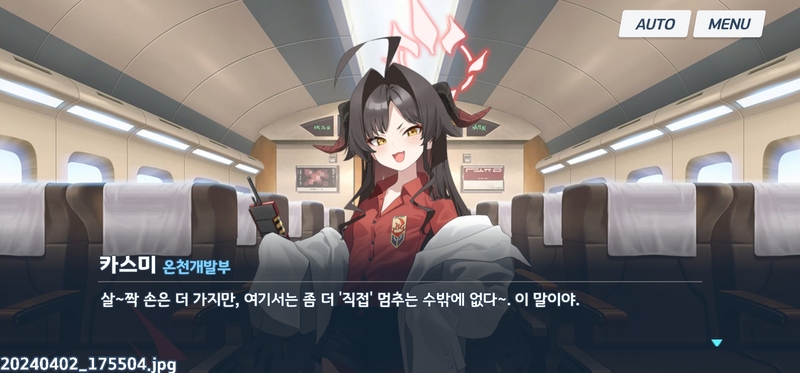 AUTO MENU
카스미 온천개발부
살~짝 손은 더 가지만, 여기서는 좀 더 '직접' 멈추는 수밖에 없다~. 이 말이야.
20240402_175504.jpg